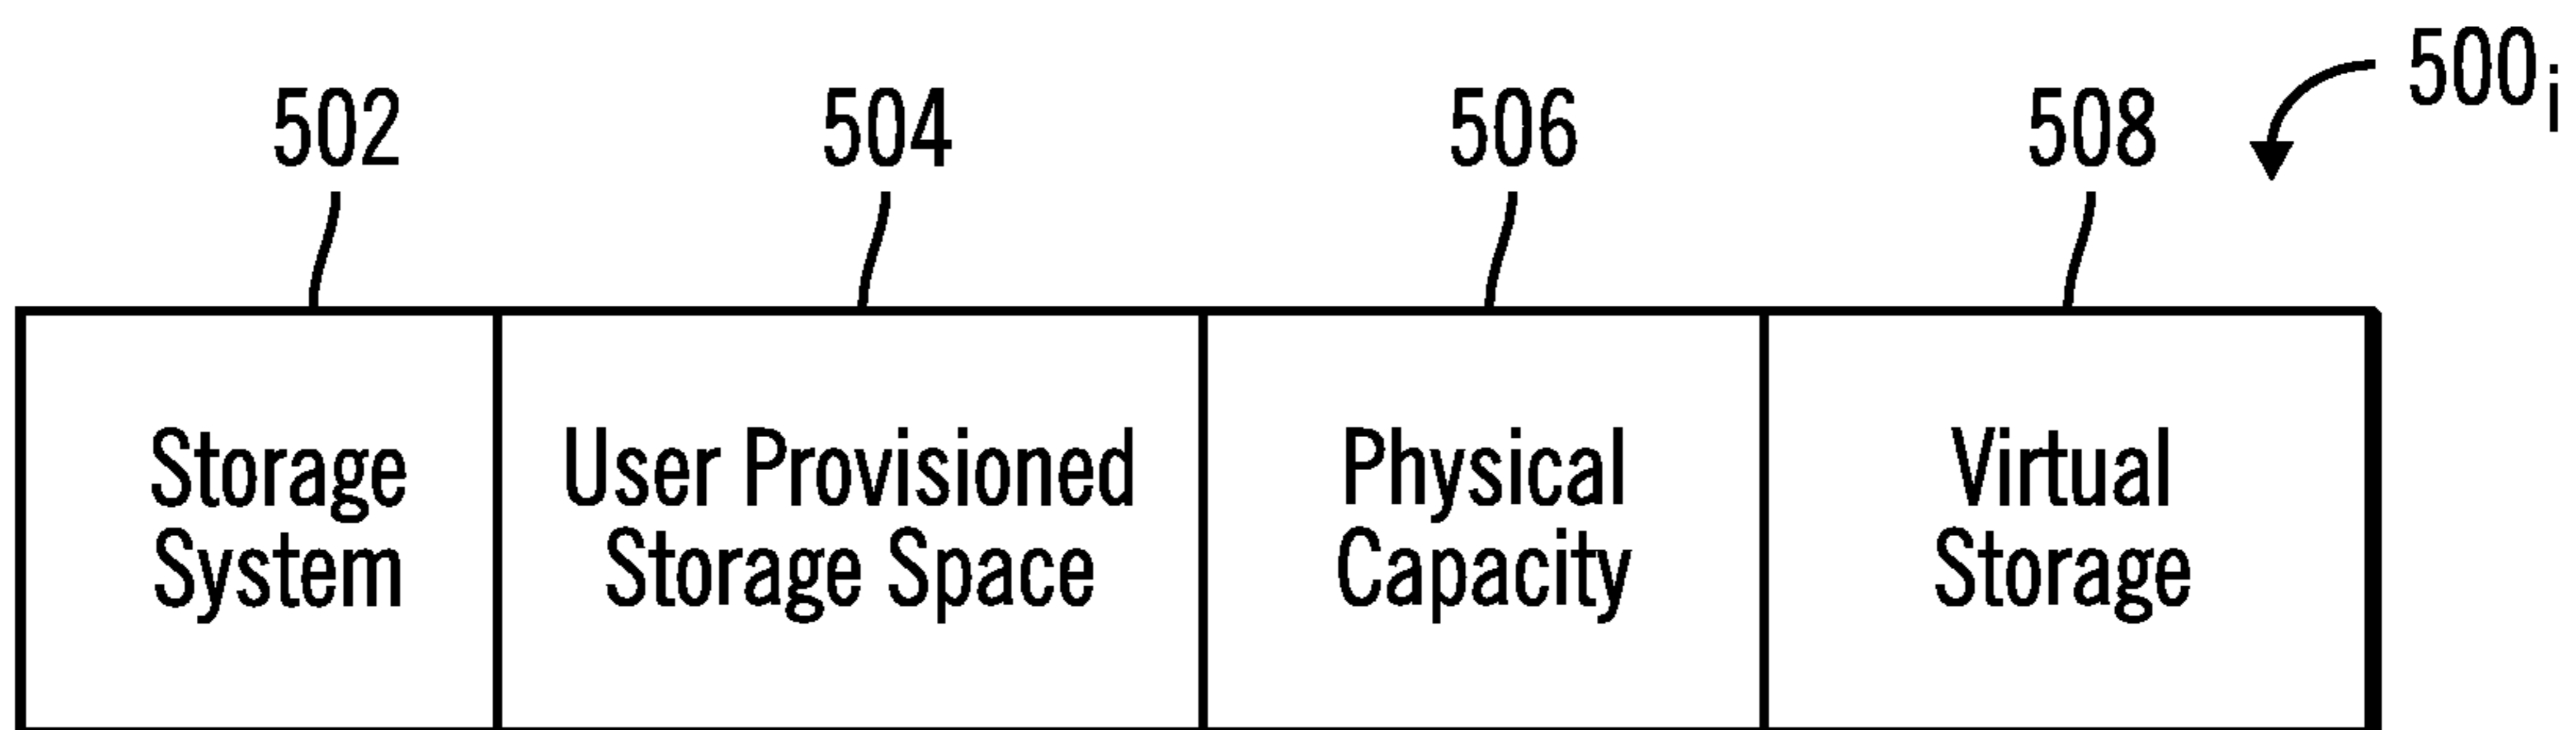 500i
502
504
506
508
Storage
System
User Provisioned
Storage Space
Physical
Capacity
Virtual
Storage